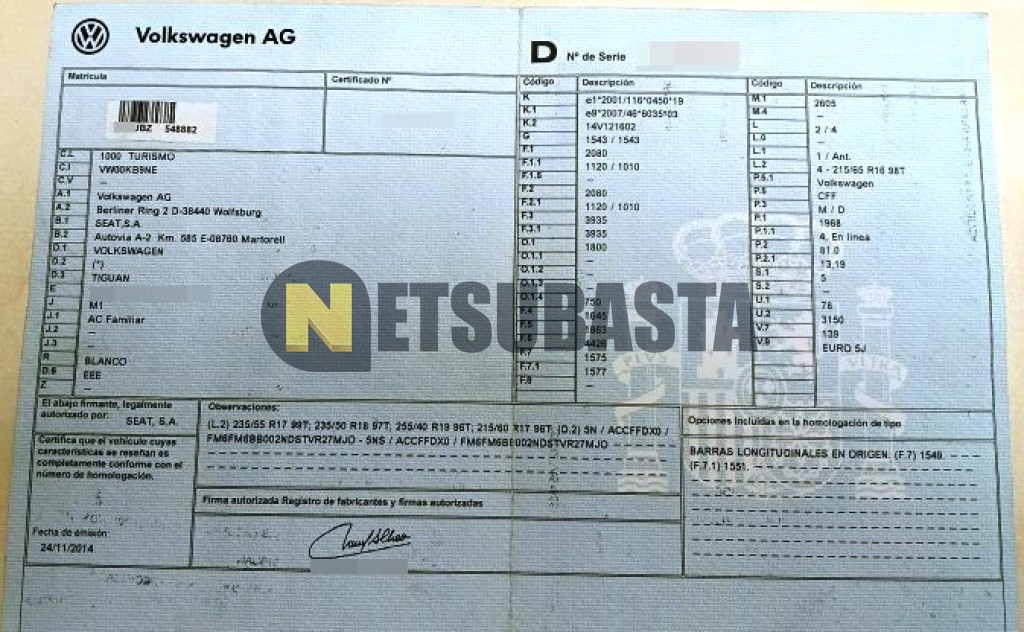 Volkswagen AG
D Nº de Serie
Matrícula
Certificado Nº
JBZ 548882
C.L 1000 TURISMO
C.I VW00KB9NE
C.V –
A.1 Volkswagen AG
A.2 Berliner Ring 2 D-38440 Wolfsburg
B.1 SEAT,S.A
B.2 Autovia A-2 Km. 585 E-08760 Martorell
D.1 VOLKSWAGEN
D.2 (*)
D.3 TIGUAN
E
J M1
J.1 AC Familiar
J.2 –
J.3 –
R BLANCO
D.6 EEE
Z –
Código Descripción
K e1*2001/116*0450*19
K.1 e9*2007/46*6035*03
K.2 14V121602
G 1543 / 1543
F.1 2080
F.1.1 1120 / 1010
F.1.5 –
F.2 2080
F.2.1 1120 / 1010
F.3 3935
F.3.1 3935
O.1 1800
O.1.1 –
O.1.2 –
O.1.3 –
O.1.4 750
F.4 1645
F.5 1863
F.6 4426
F.7 1575
F.7.1 1577
F.8 –
Código Descripción
M.1 2605
M.4 –
L 2 / 4
L.0 –
L.1 1 / Ant.
L.2 4 - 215/65 R16 98T
P.5.1 Volkswagen
P.5 CFF
P.3 M / D
P.1 1968
P.1.1 4, En línea
P.2 81.0
P.2.1 13,19
S.1 5
S.2 –
U.1 78
U.2 3150
V.7 139
V.9 EURO 5J
NETSUBASTA
El abajo firmante, legalmente
autorizado por:
SEAT, S.A.
Certifica que el vehículo cuyas
características se reseñan es
completamente conforme con el
número de homologación.
Fecha de emisión:
24/11/2014
Observaciones:
(L.2) 235/55 R17 99T; 235/50 R18 97T; 255/40 R19 96T; 215/60 R17 96T, (D.2) 5N / ACCFFDX0 /
FM6FM6BB002NDSTVR27MJO - 5NS / ACCFFDX0 / FM6FM6BB002NDSTVR27MJO
Firma autorizada Registro de fabricantes y firmas autorizadas
Opciones incluidas en la homologación de tipo
BARRAS LONGITUDINALES EN ORIGEN. (F.7) 1549.
(F.7.1) 1551.